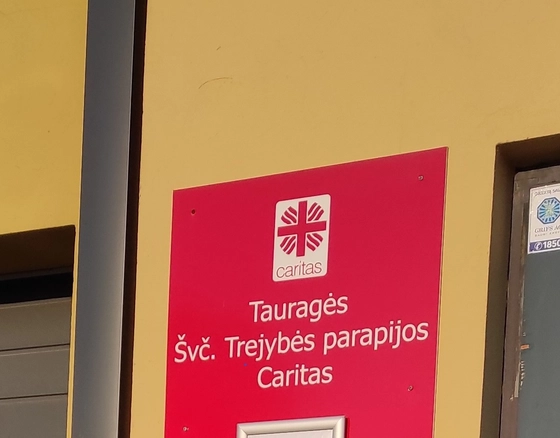 caritas
Tauragės
Švč. Trejybės parapijos
Caritas